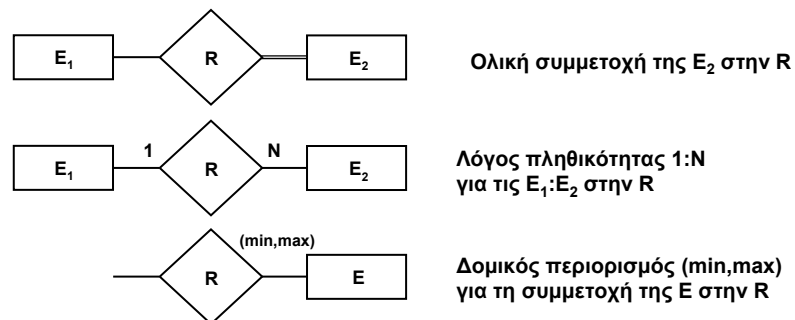 E1 R E2 Ολική συμμετοχή της E2 στην R
E1 1 R N E2 Λόγος πληθικότητας 1:N
για τις E1:E2 στην R
R (min,max) E Δομικός περιορισμός (min,max)
για τη συμμετοχή της E στην R